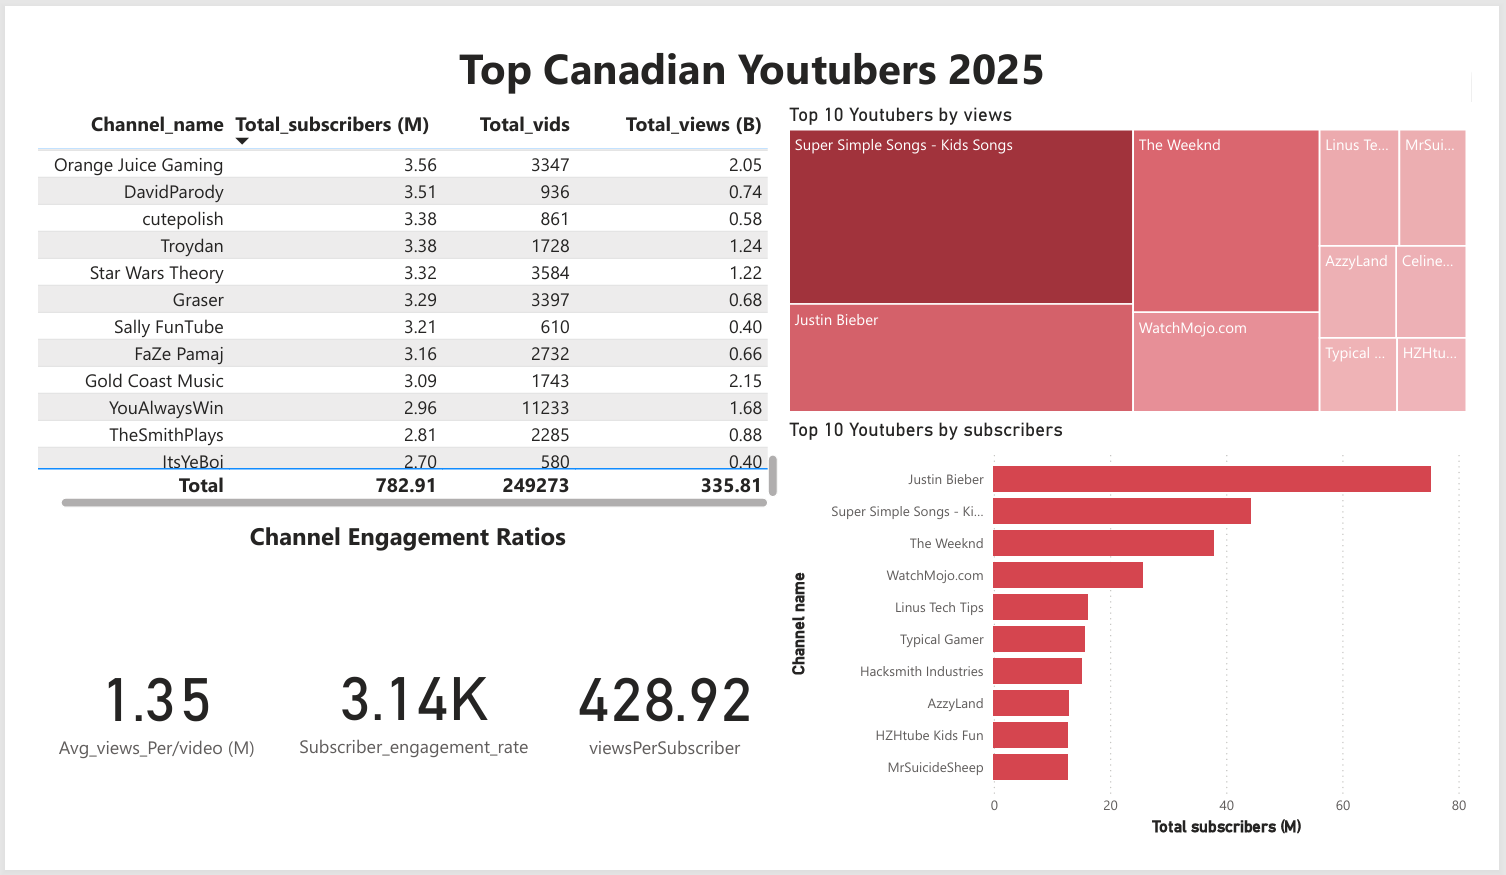 Top Canadian Youtubers 2025
Channel_name Total_subscribers (M) Total_vids Total_views (B)
Orange Juice Gaming 3.56 3347 2.05
DavidParody 3.51 936 0.74
cutepolish 3.38 861 0.58
Troydan 3.38 1728 1.24
Star Wars Theory 3.32 3584 1.22
Graser 3.29 3397 0.68
Sally FunTube 3.21 610 0.40
FaZe Pamaj 3.16 2732 0.66
Gold Coast Music 3.09 1743 2.15
YouAlwaysWin 2.96 11233 1.68
TheSmithPlays 2.81 2285 0.88
ItsYeBoi 2.70 580 0.40
Total 782.91 249273 335.81
Channel Engagement Ratios
1.35 3.14K 428.92
Avg_views_Per/video (M) Subscriber_engagement_rate viewsPerSubscriber
Top 10 Youtubers by views
Super Simple Songs - Kids Songs The Weeknd Linus Te... MrSui...
AzzyLand Celine...
Justin Bieber WatchMojo.com
Typical ... HZHtu...
Top 10 Youtubers by subscribers
Channel name
Justin Bieber
Super Simple Songs - Ki...
The Weeknd
WatchMojo.com
Linus Tech Tips
Typical Gamer
Hacksmith Industries
AzzyLand
HZHtube Kids Fun
MrSuicideSheep
0 20 40 60 80
Total subscribers (M)